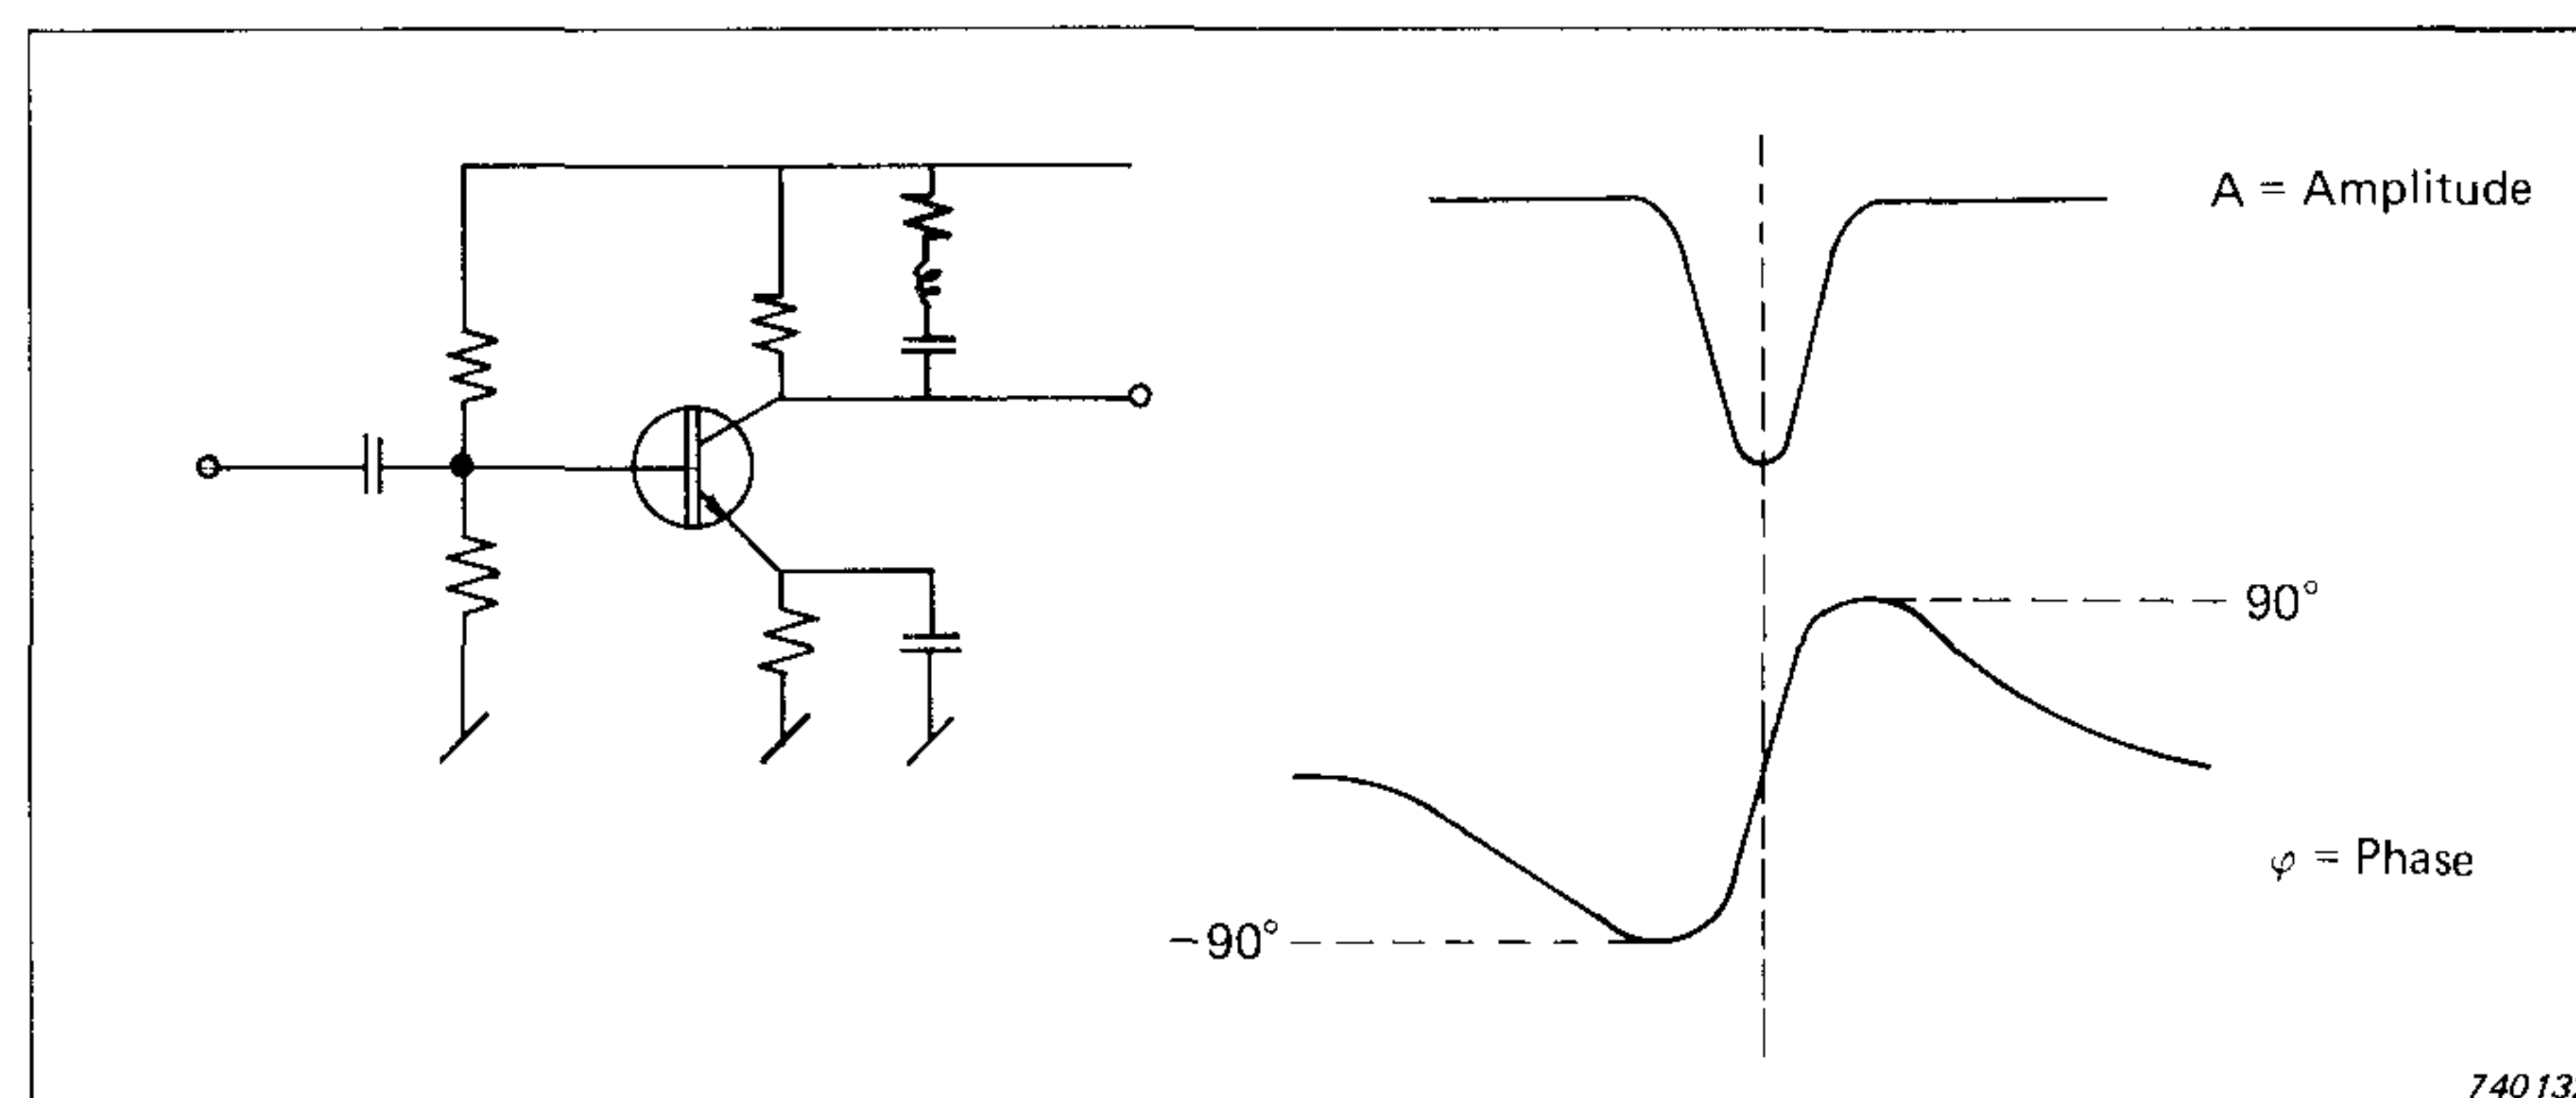 A = Amplitude
90°
φ = Phase
−90°